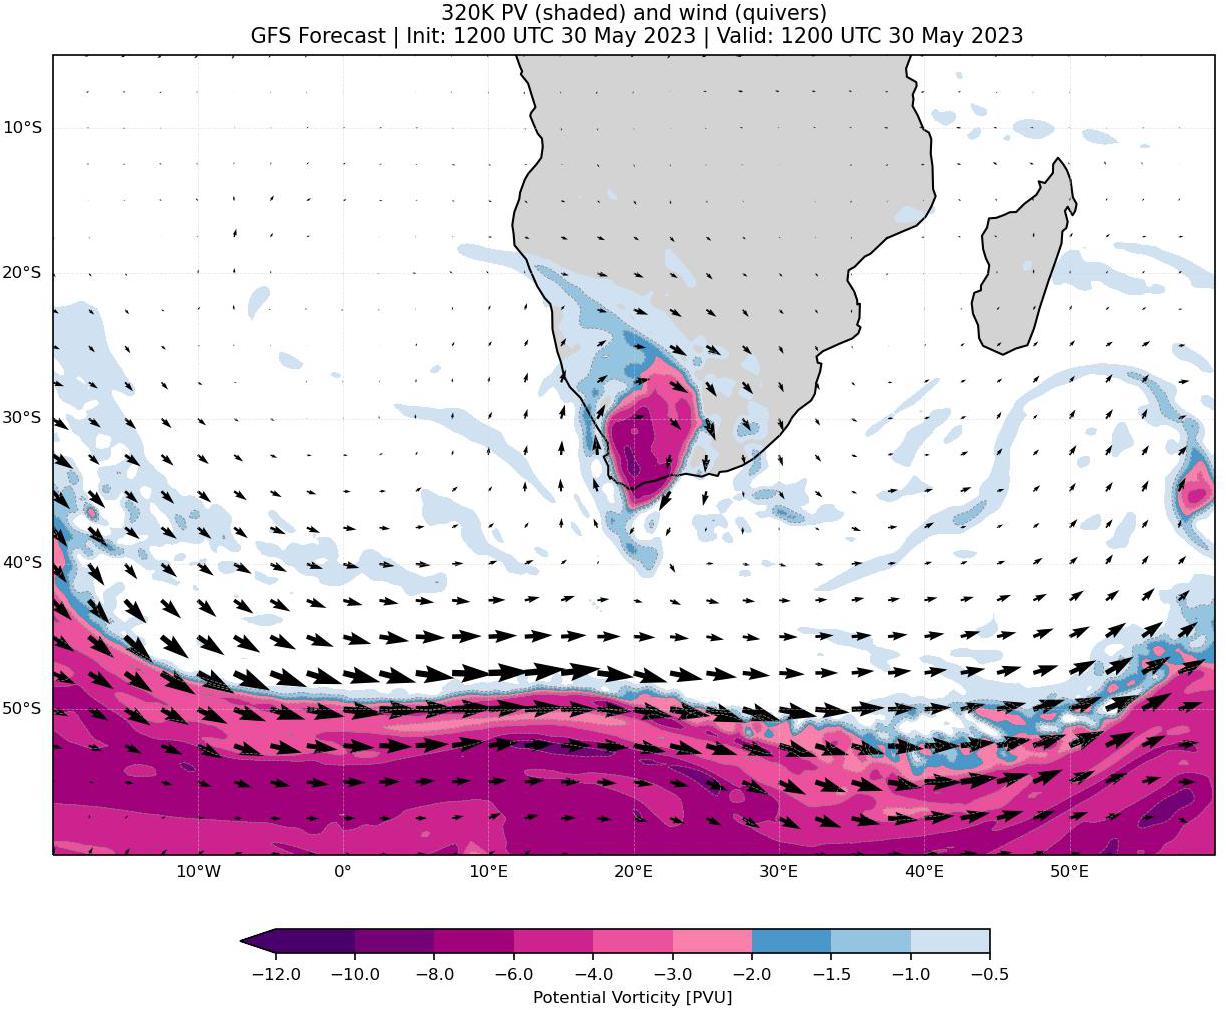 320K PV (shaded) and wind (quivers)
GFS Forecast | Init: 1200 UTC 30 May 2023 | Valid: 1200 UTC 30 May 2023
10°S
20°S
30°S
40°S
50°S
10°W 0° 10°E 20°E 30°E 40°E 50°E
−12.0 −10.0 −8.0 −6.0 −4.0 −3.0 −2.0 −1.5 −1.0 −0.5
Potential Vorticity [PVU]